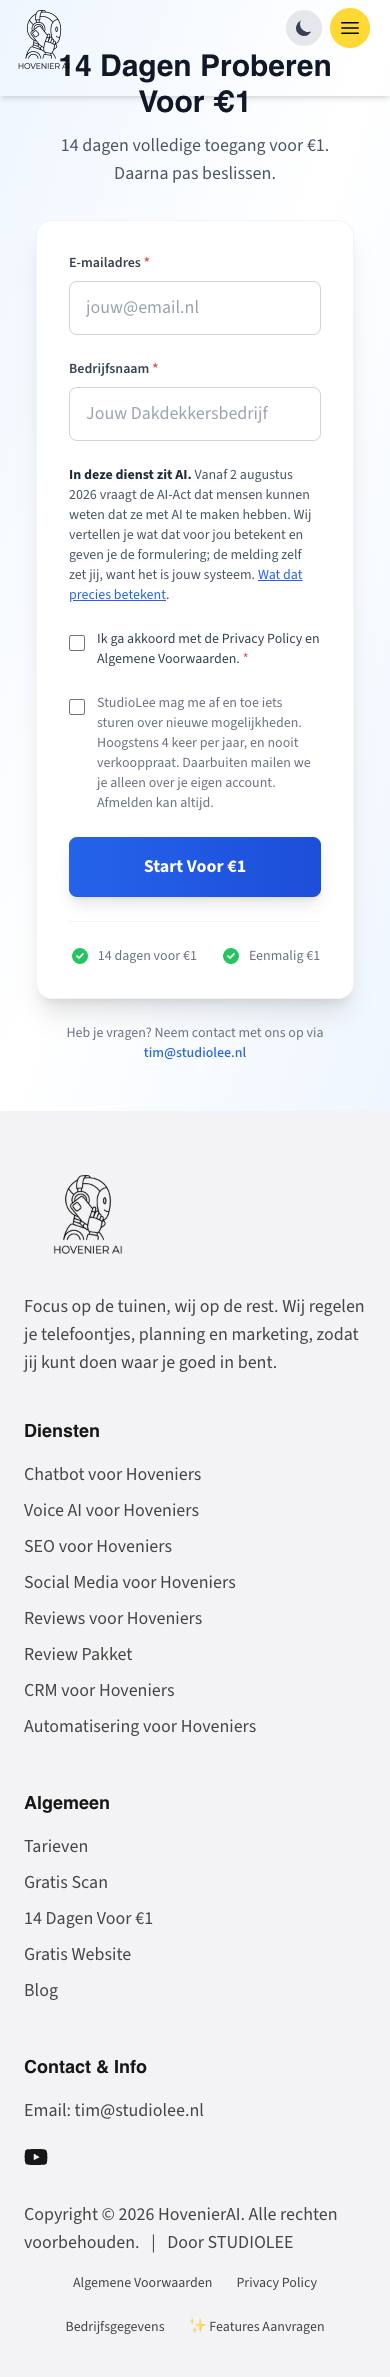 HOVENIER AI
14 Dagen Proberen
Voor €1
14 dagen volledige toegang voor €1.
Daarna pas beslissen.
E-mailadres *
jouw@email.nl
Bedrijfsnaam *
Jouw Dakdekkersbedrijf
In deze dienst zit AI. Vanaf 2 augustus
2026 vraagt de AI-Act dat mensen kunnen
weten dat ze met AI te maken hebben. Wij
vertellen je wat dat voor jou betekent en
geven je de formulering; de melding zelf
zet jij, want het is jouw systeem. Wat dat
precies betekent.
Ik ga akkoord met de Privacy Policy en
Algemene Voorwaarden. *
StudioLee mag me af en toe iets
sturen over nieuwe mogelijkheden.
Hoogstens 4 keer per jaar, en nooit
verkooppraat. Daarbuiten mailen we
je alleen over je eigen account.
Afmelden kan altijd.
Start Voor €1
14 dagen voor €1
Eenmalig €1
Heb je vragen? Neem contact met ons op via
tim@studiolee.nl
HOVENIER AI
Focus op de tuinen, wij op de rest. Wij regelen
je telefoontjes, planning en marketing, zodat
jij kunt doen waar je goed in bent.
Diensten
Chatbot voor Hoveniers
Voice AI voor Hoveniers
SEO voor Hoveniers
Social Media voor Hoveniers
Reviews voor Hoveniers
Review Pakket
CRM voor Hoveniers
Automatisering voor Hoveniers
Algemeen
Tarieven
Gratis Scan
14 Dagen Voor €1
Gratis Website
Blog
Contact & Info
Email: tim@studiolee.nl
Copyright © 2026 HovenierAI. Alle rechten
voorbehouden. | Door STUDIOLEE
Algemene Voorwaarden Privacy Policy
Bedrijfsgegevens ✨ Features Aanvragen